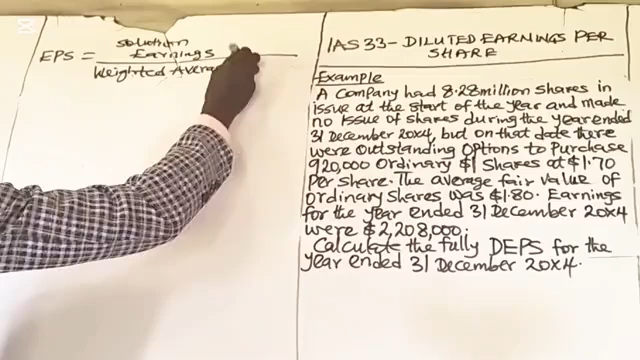 Solution
EPS = Earnings
Weighted Avera
IAS 33 - DILUTED EARNINGS PER
SHARE
Example
A Company had 8.28million shares in
issue at the start of the year and made
no issue of shares during the year ended
31 December 20x4, but on that date there
were outstanding options to Purchase
920,000 Ordinary $1 Shares at $1.70
Per share. The average fair value of
ordinary shares was $1.80. Earnings
for the year ended 31 December 20x4
were $2,208,000.
Calculate the fully DEPS for the
year ended 31 December 20x4.